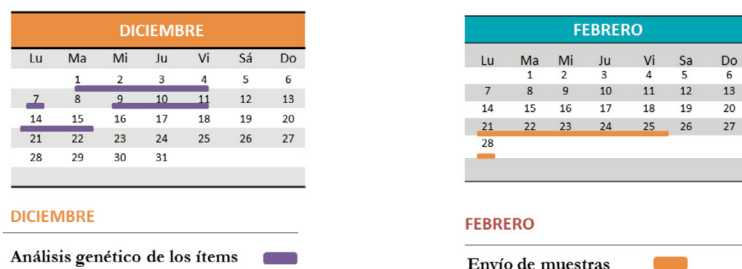 DICIEMBRE
Lu Ma Mi Ju Vi Sá Do
1 2 3 4 5 6
7 8 9 10 11 12 13
14 15 16 17 18 19 20
21 22 23 24 25 26 27
28 29 30 31
DICIEMBRE
Análisis genético de los ítems
FEBRERO
Lu Ma Mi Ju Vi Sa Do
1 2 3 4 5 6
7 8 9 10 11 12 13
14 15 16 17 18 19 20
21 22 23 24 25 26 27
28
FEBRERO
Envío de muestras